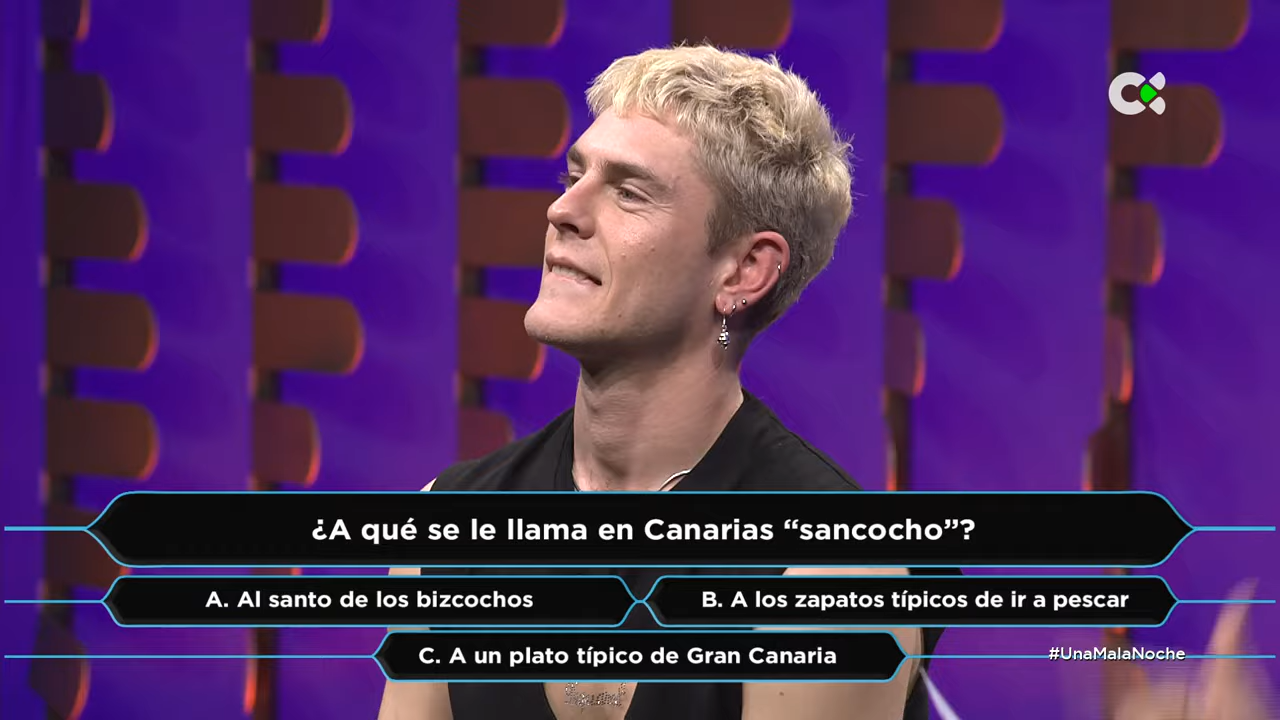 ¿A qué se le llama en Canarias “sancocho”?
A. Al santo de los bizcochos
B. A los zapatos típicos de ir a pescar
C. A un plato típico de Gran Canaria
#UnaMalaNoche